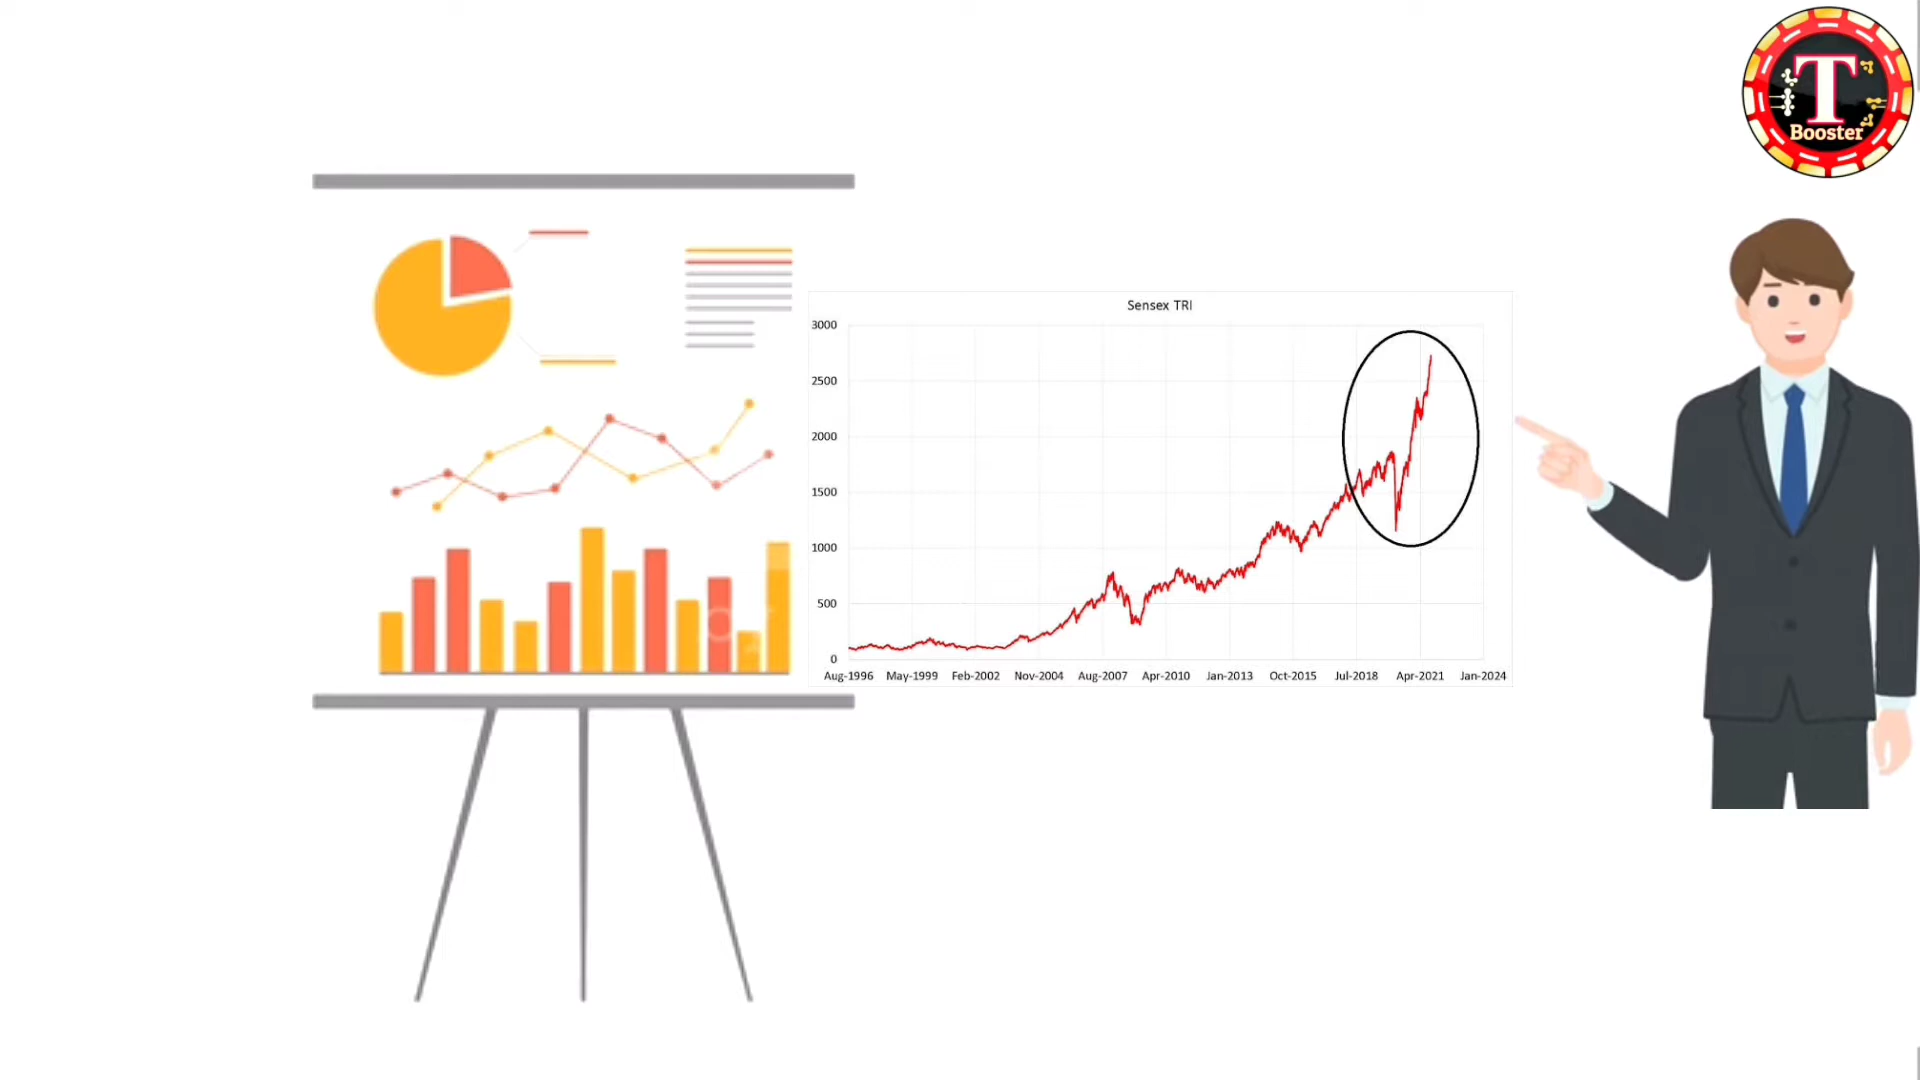 T
Booster
Sensex TRI
3000
2500
2000
1500
1000
500
0
Aug-1996 May-1999 Feb-2002 Nov-2004 Aug-2007 Apr-2010 Jan-2013 Oct-2015 Jul-2018 Apr-2021 Jan-2024